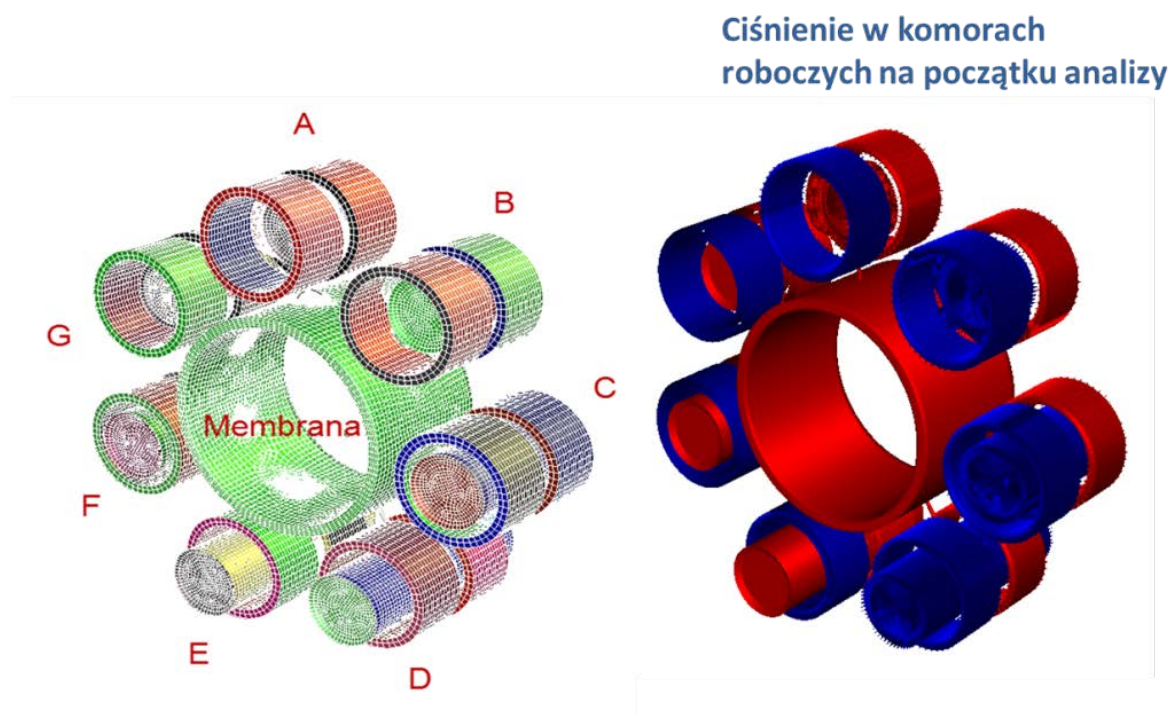 Ciśnienie w komorach
roboczych na początku analizy
A
B
G
C
Membrana
F
E
D